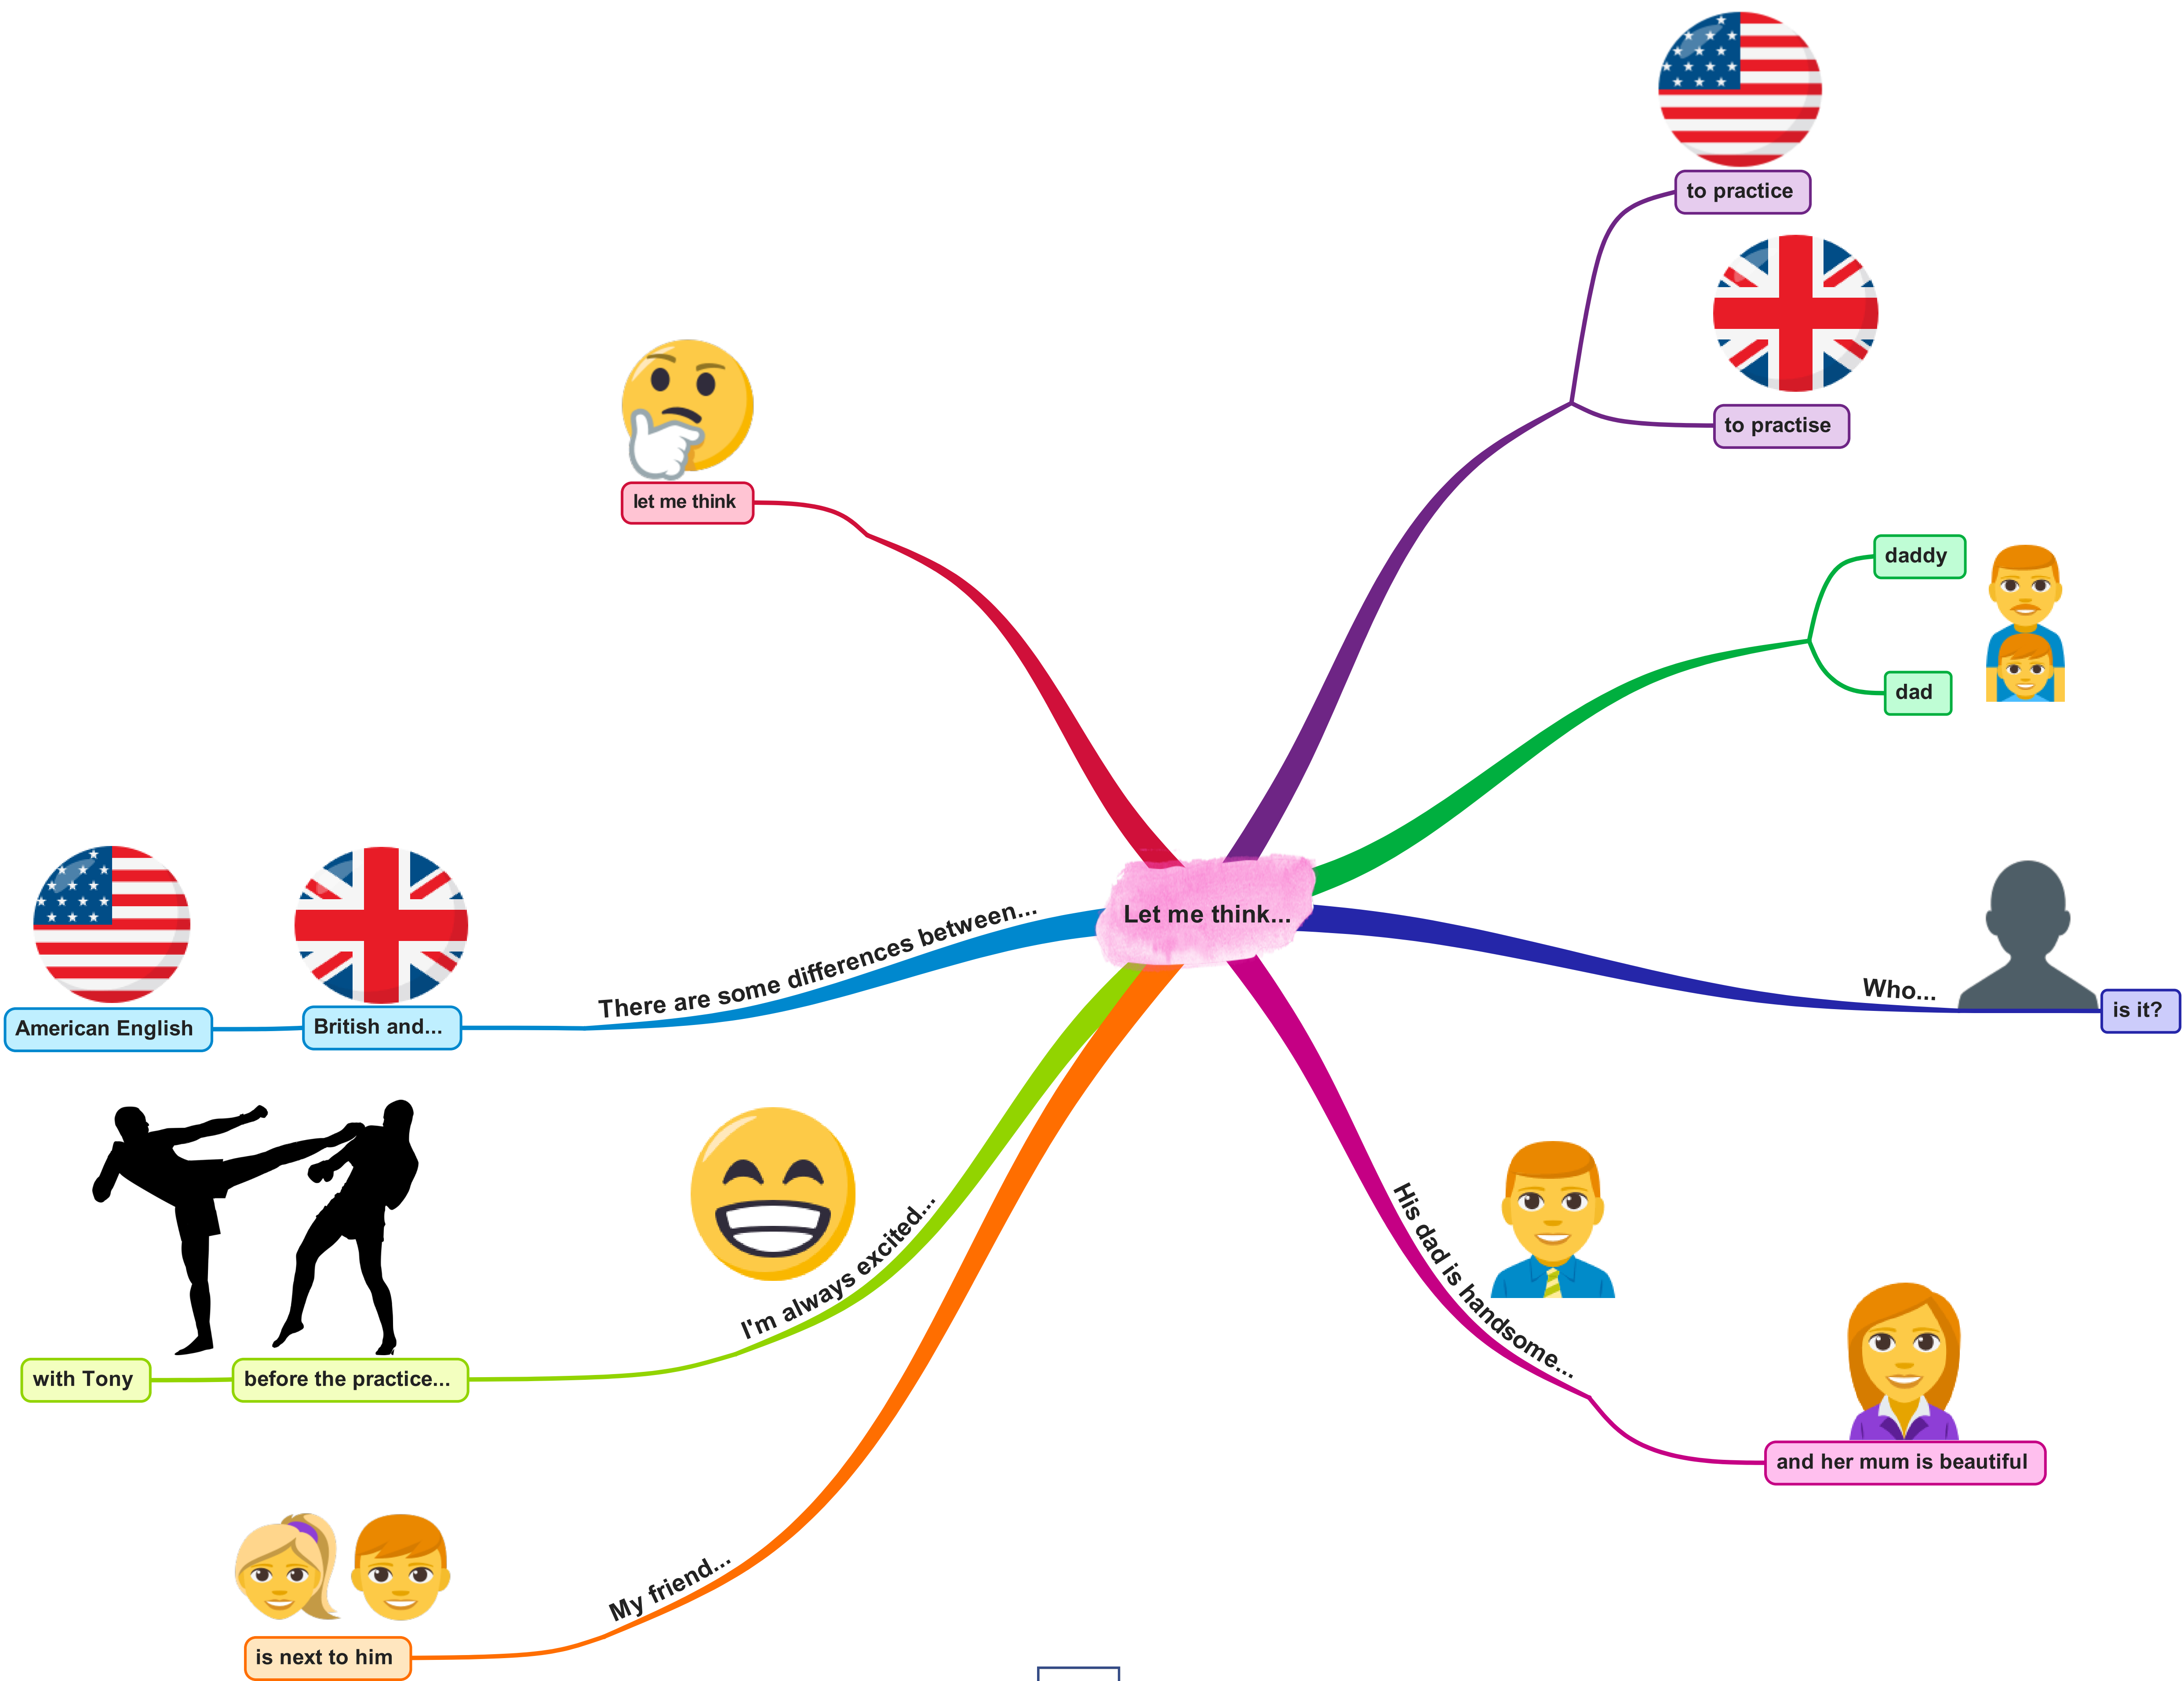 to practice
to practise
let me think
daddy
dad
Let me think...
There are some differences between...
British and...
American English
Who...
is it?
I'm always excited...
before the practice...
with Tony
His dad is handsome...
and her mum is beautiful
My friend...
is next to him